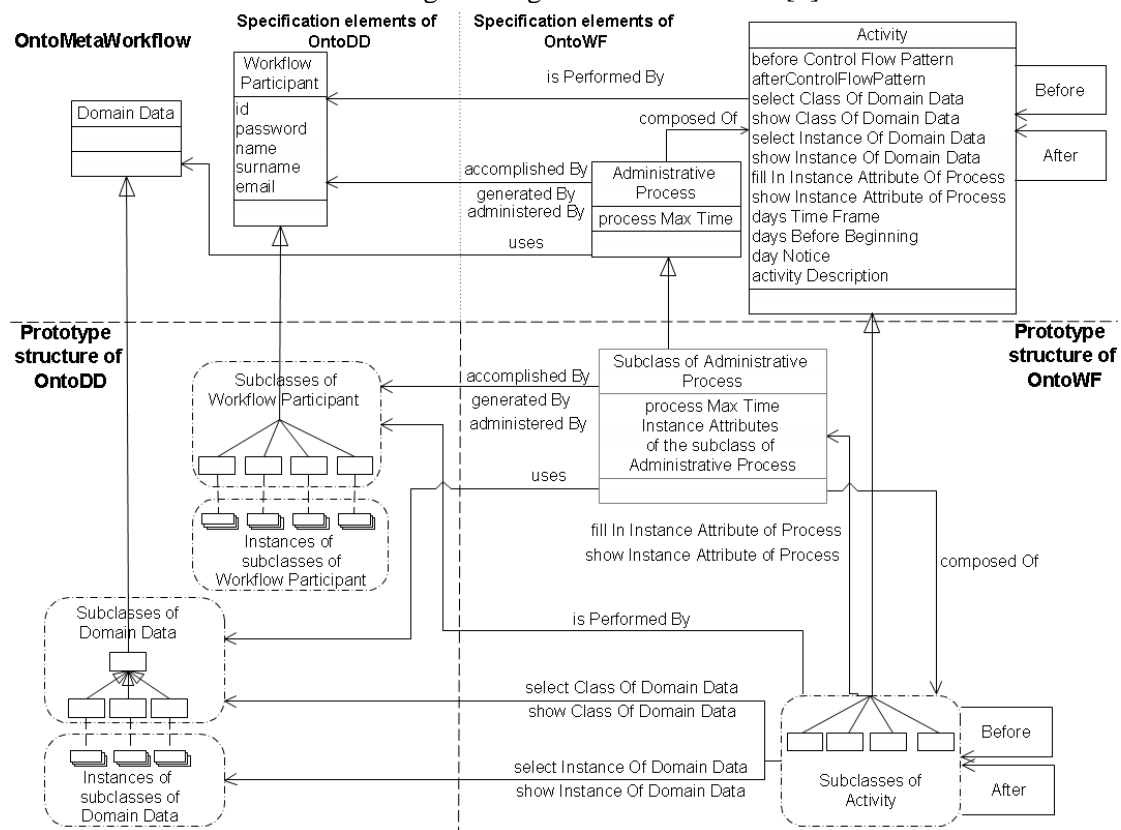 OntoMetaWorkflow
Specification elements of
OntoDD
Specification elements of
OntoWF
Domain Data
Workflow
Participant
id
password
name
surname
email
is Performed By
composed Of
accomplished By
generated By
administered By
uses
Administrative
Process
process Max Time
Activity
before Control Flow Pattern
afterControlFlowPattern
select Class Of Domain Data
show Class Of Domain Data
select Instance Of Domain Data
show Instance Of Domain Data
fill In Instance Attribute Of Process
show Instance Attribute of Process
days Time Frame
days Before Beginning
day Notice
activity Description
Before
After
Prototype
structure of
OntoDD
Prototype
structure of
OntoWF
Subclasses of
Workflow Participant
Instances of
subclasses of
Workflow Participant
accomplished By
generated By
administered By
uses
Subclass of Administrative
Process
process Max Time
Instance Attributes
of the subclass of
Administrative Process
fill In Instance Attribute of Process
show Instance Attribute of Process
composed Of
Subclasses of
Domain Data
is Performed By
select Class Of Domain Data
show Class Of Domain Data
select Instance Of Domain Data
show Instance Of Domain Data
Instances of
subclasses of
Domain Data
Subclasses of
Activity
Before
After